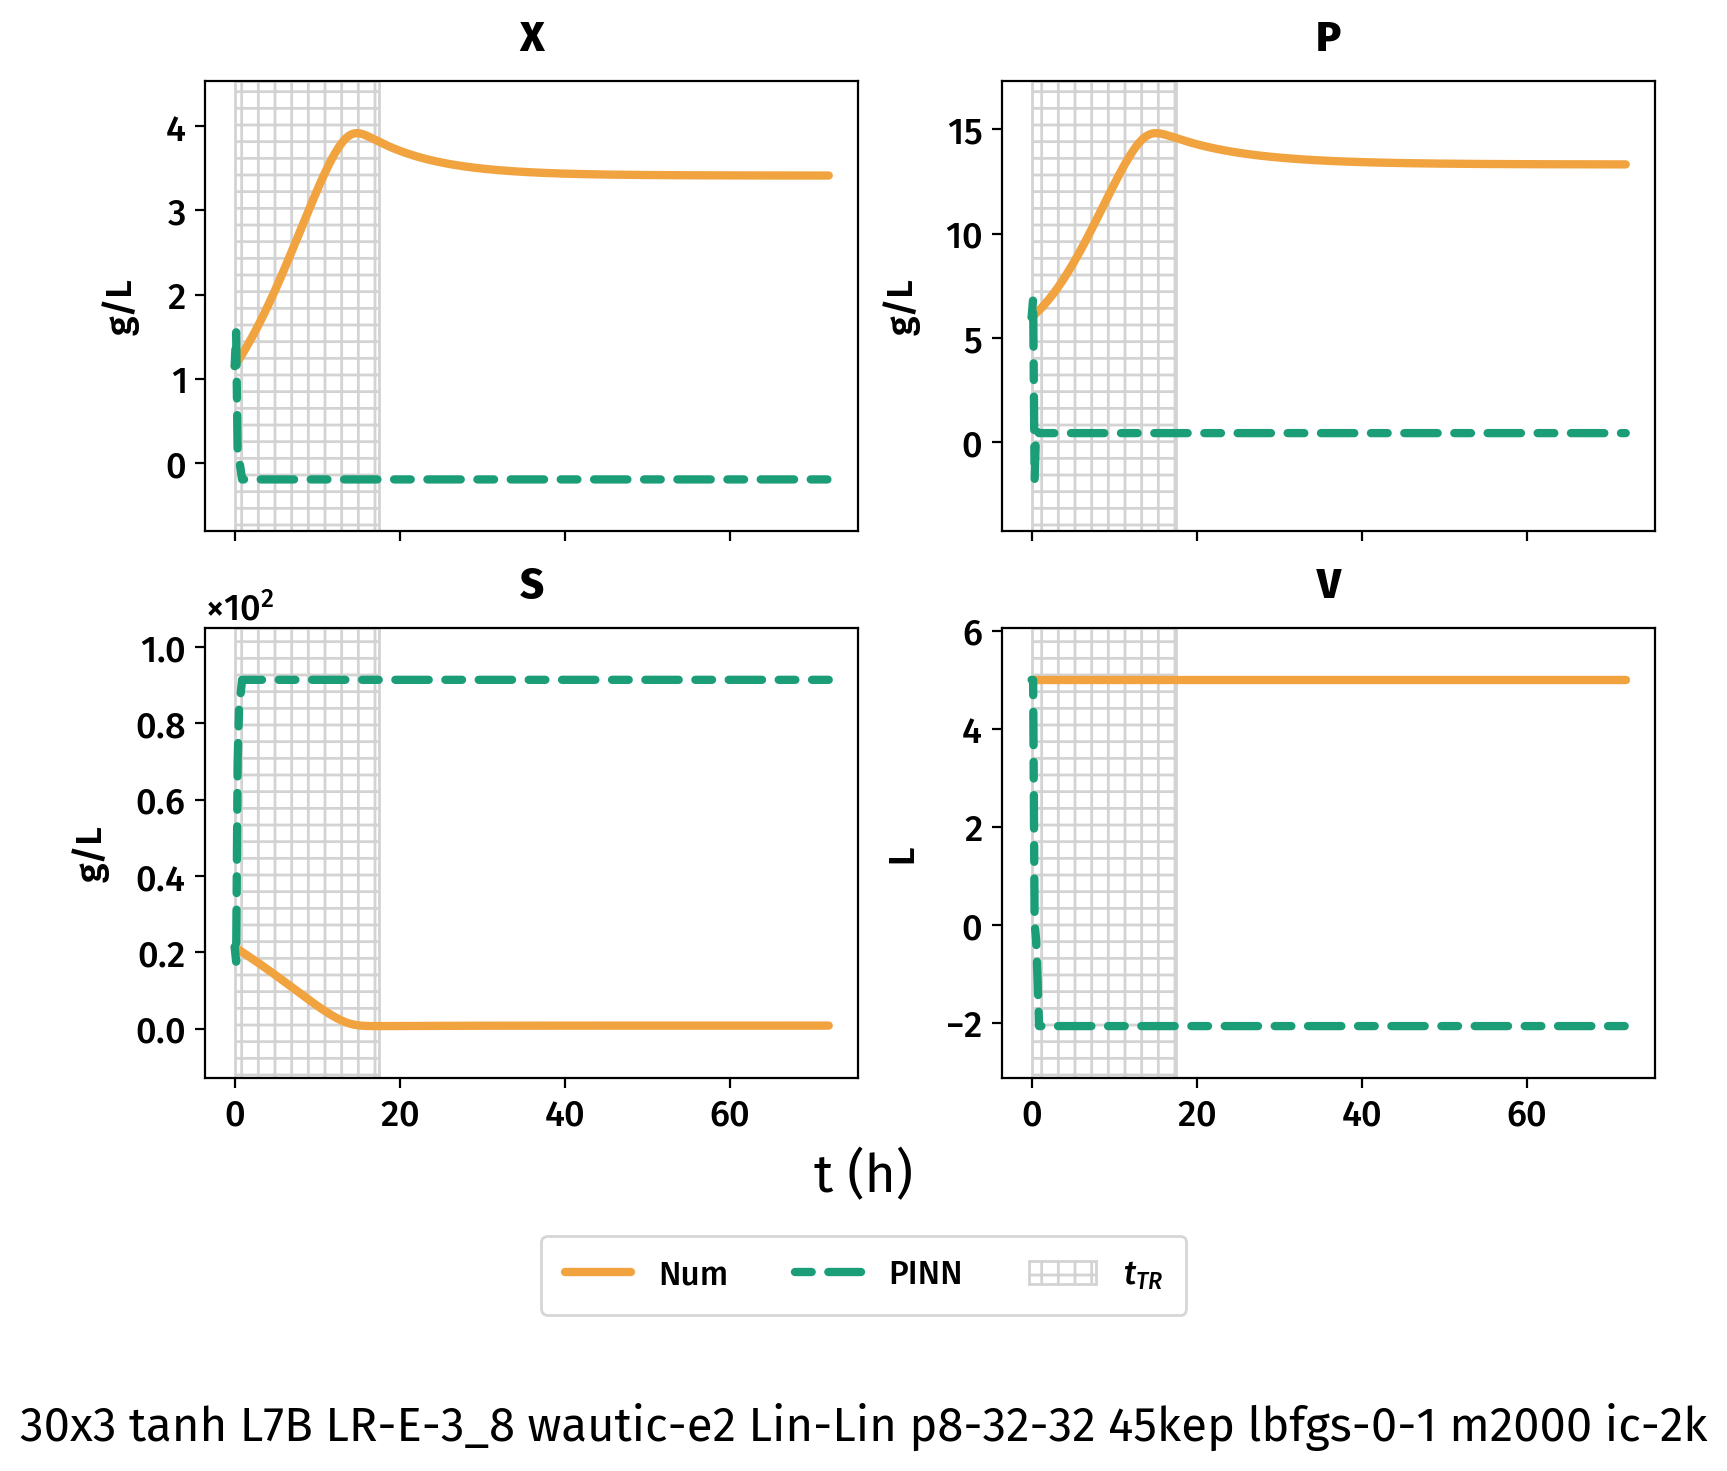 X
P
4
3
2
1
0
g/L
15
10
5
0
g/L
S
V
×10²
1.0
0.8
0.6
0.4
0.2
0.0
g/L
0 20 40 60
6
4
2
0
−2
L
0 20 40 60
t (h)
Num PINN t_TR
30x3 tanh L7B LR-E-3_8 wautic-e2 Lin-Lin p8-32-32 45kep lbfgs-0-1 m2000 ic-2k